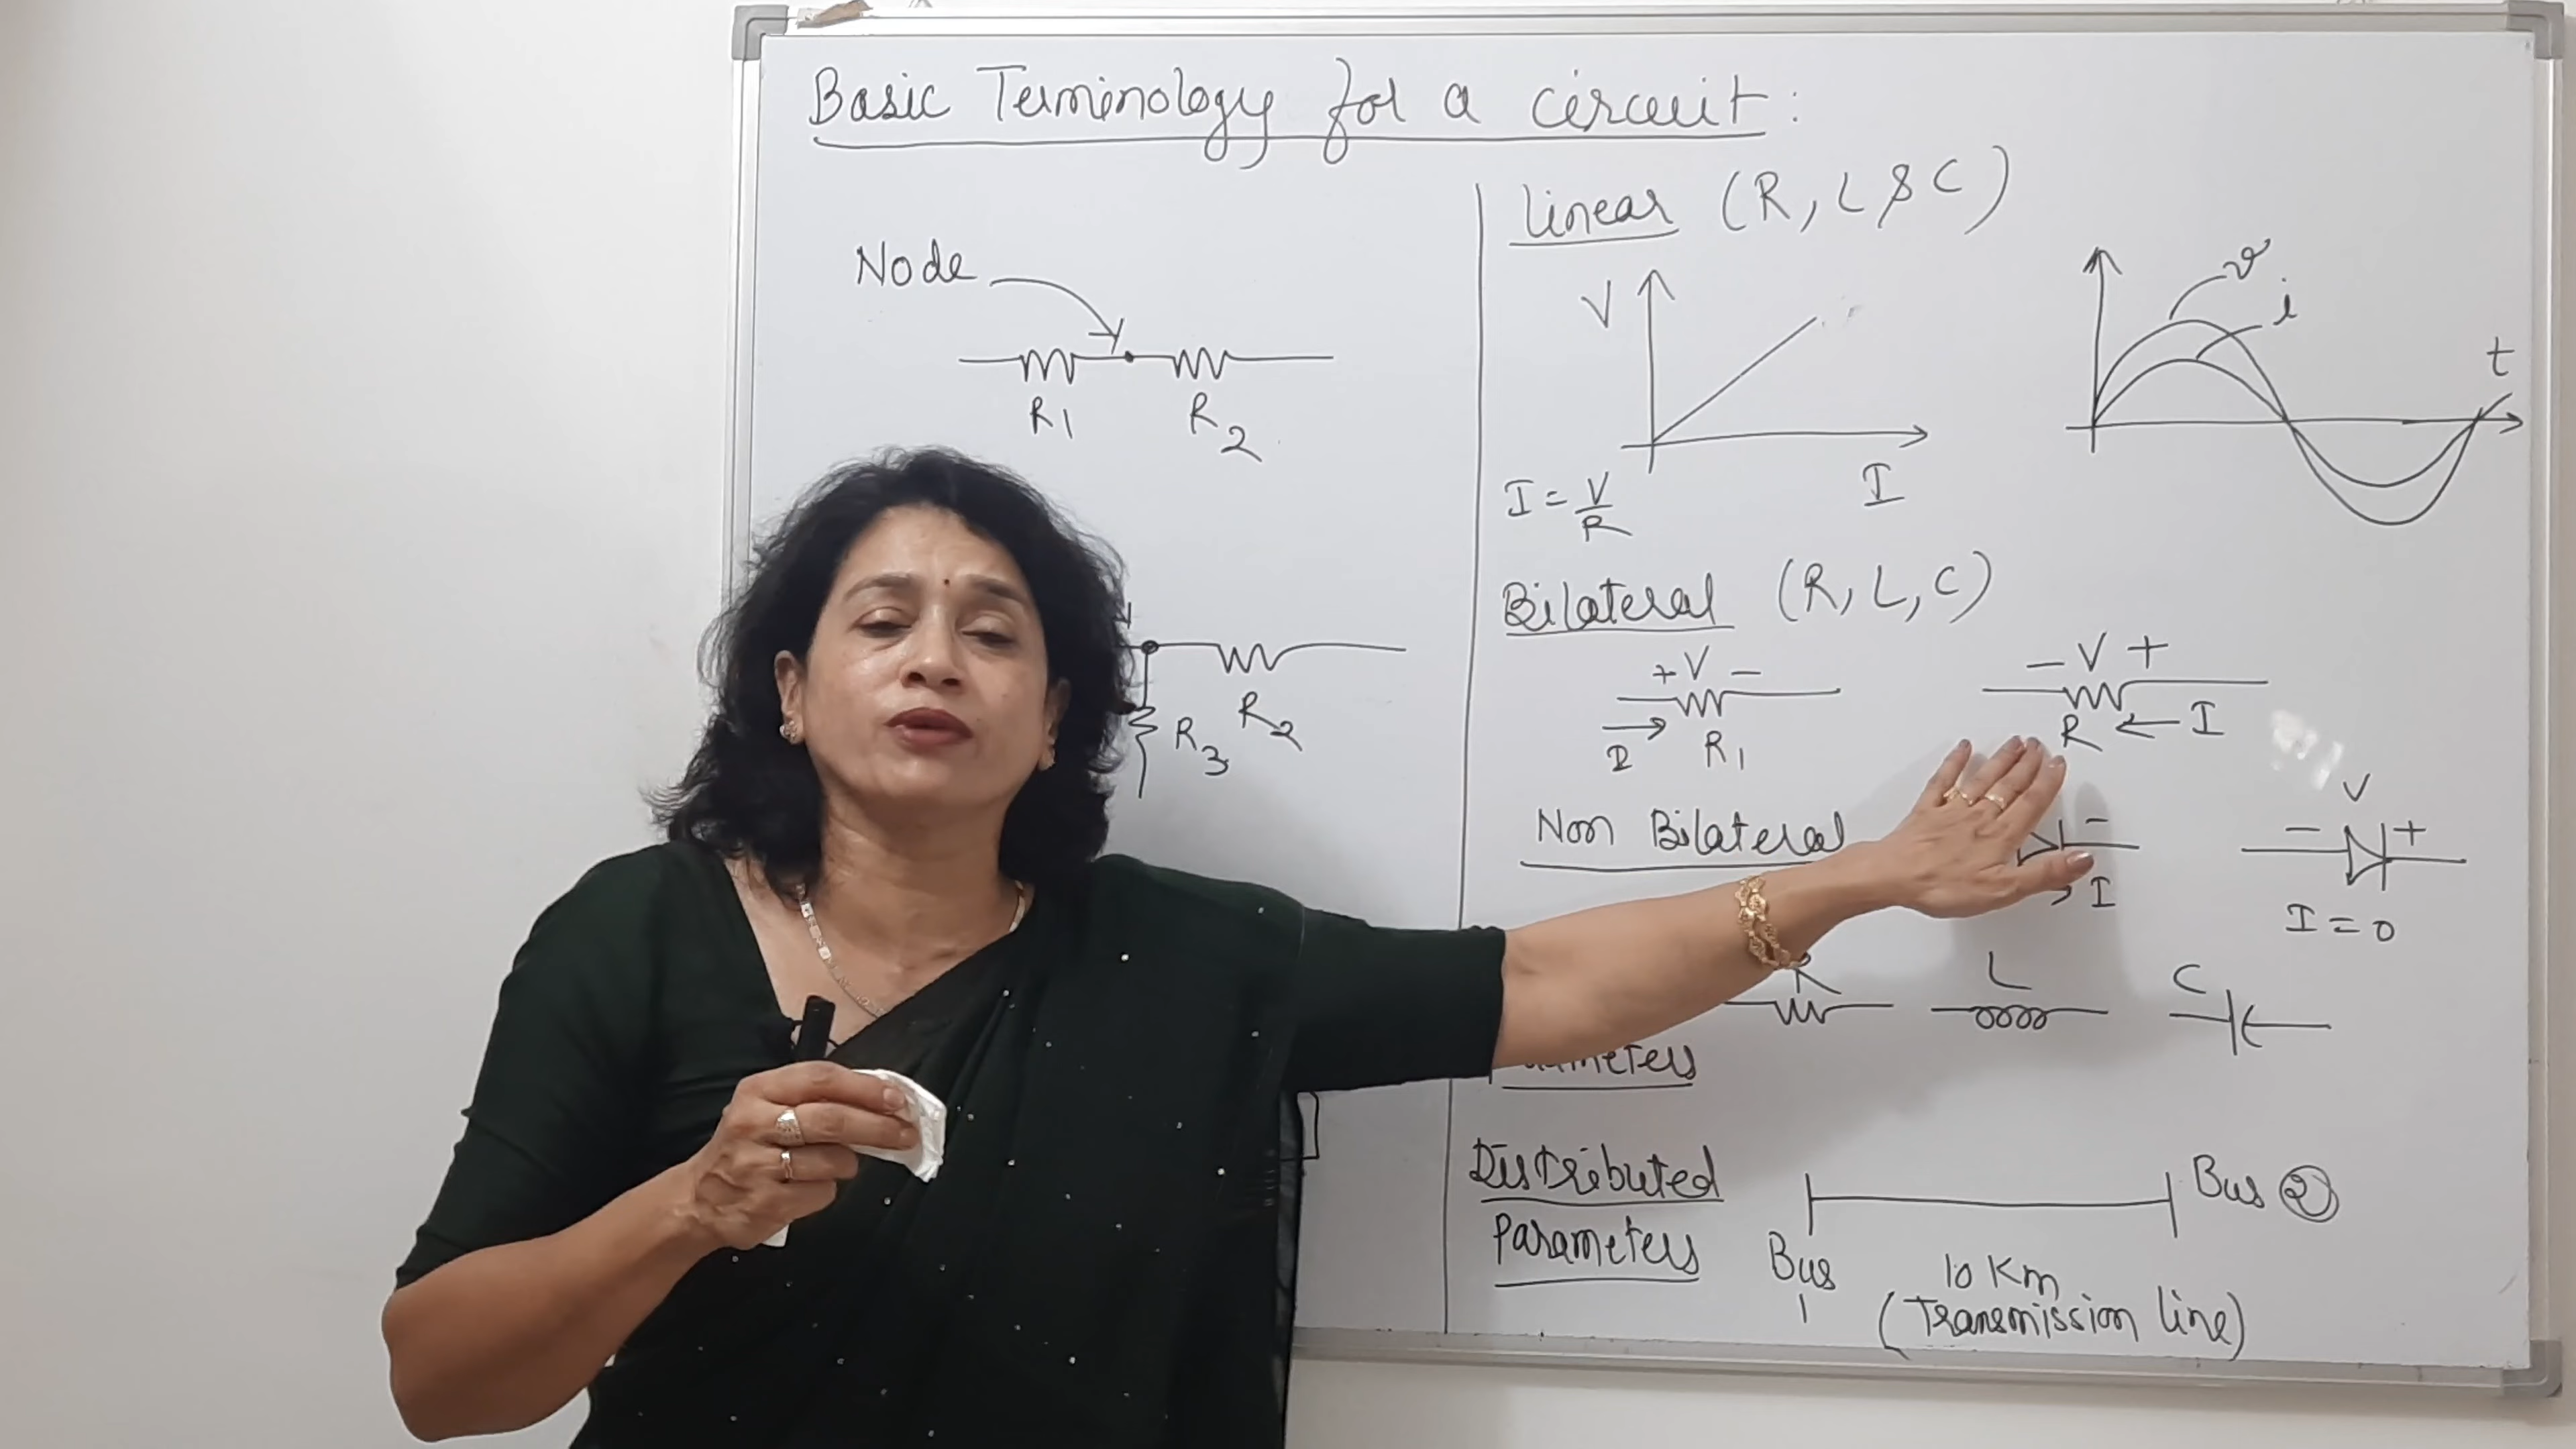 Basic Terminology for a circuit:
Node
R1 R2
R2
R3
Linear (R, L & C)
V
I
I = V/R
v
i
t
Bilateral (R, L, C)
+ V -
I R1
- V +
R ← I
Non Bilateral
-
→ I
V
- +
I = 0
R L C
Distributed
Parameters
Bus
1
Bus 2
10 Km
(Transmission line)